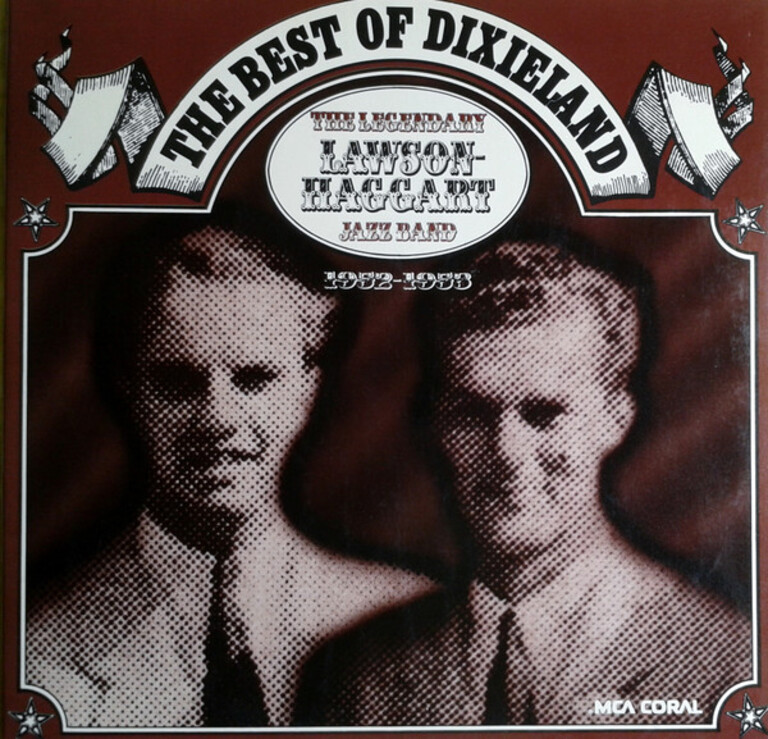 THE BEST OF DIXIELAND
THE LEGENDARY
LAWSON-
HAGGART
JAZZ BAND
1952-1953
MCA CORAL